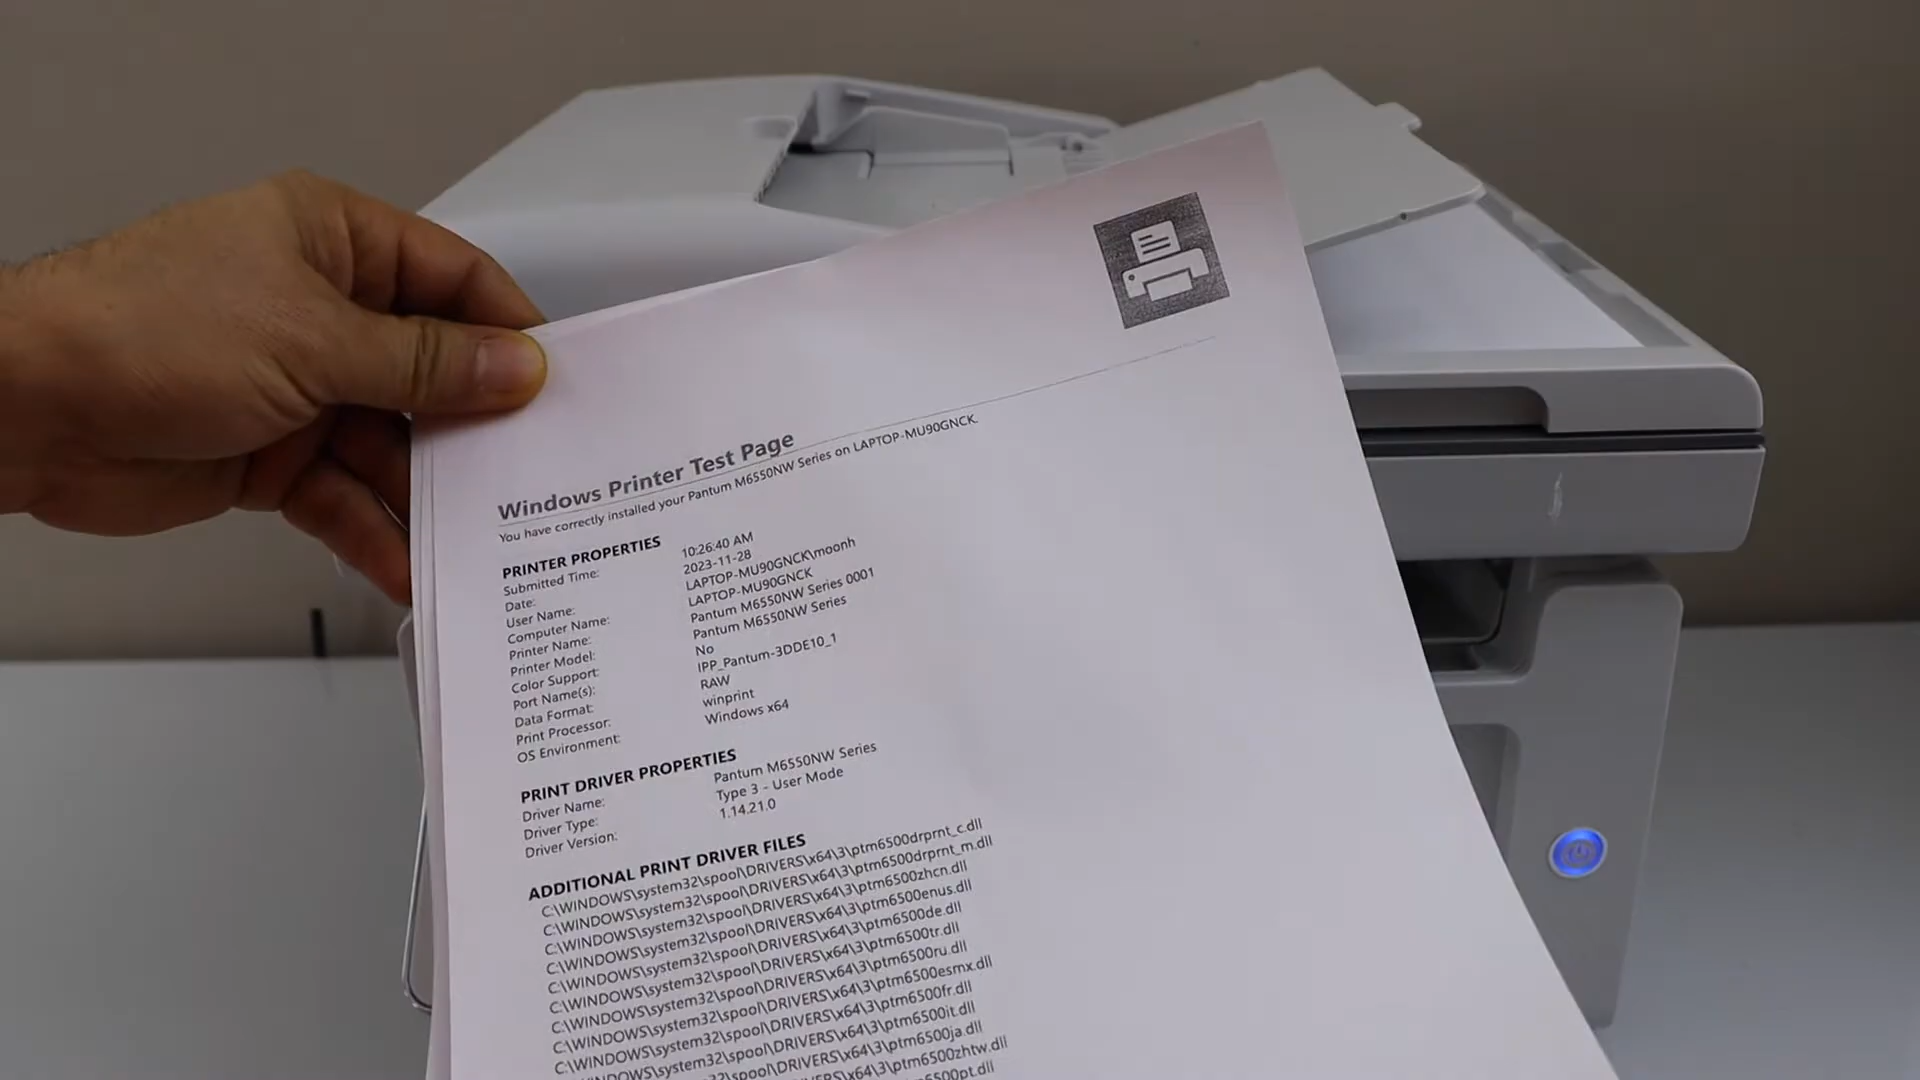 Windows Printer Test Page
You have correctly installed your Pantum M6550NW Series on LAPTOP-MU90GNCK.
PRINTER PROPERTIES
Submitted Time: 10:26:40 AM
Date: 2023-11-28
User Name: LAPTOP-MU90GNCK\moonh
Computer Name: LAPTOP-MU90GNCK
Printer Name: Pantum M6550NW Series 0001
Printer Model: Pantum M6550NW Series
Color Support: No
Port Name(s): IPP_Pantum-3DDE10_1
Data Format: RAW
Print Processor: winprint
OS Environment: Windows x64
PRINT DRIVER PROPERTIES
Driver Name: Pantum M6550NW Series
Driver Type: Type 3 - User Mode
Driver Version: 1.14.21.0
ADDITIONAL PRINT DRIVER FILES
C:\WINDOWS\system32\spool\DRIVERS\x64\3\ptm6500drprnt_c.dll
C:\WINDOWS\system32\spool\DRIVERS\x64\3\ptm6500drprnt_m.dll
C:\WINDOWS\system32\spool\DRIVERS\x64\3\ptm6500zhcn.dll
C:\WINDOWS\system32\spool\DRIVERS\x64\3\ptm6500enus.dll
C:\WINDOWS\system32\spool\DRIVERS\x64\3\ptm6500de.dll
C:\WINDOWS\system32\spool\DRIVERS\x64\3\ptm6500tr.dll
C:\WINDOWS\system32\spool\DRIVERS\x64\3\ptm6500ru.dll
C:\WINDOWS\system32\spool\DRIVERS\x64\3\ptm6500esmx.dll
C:\WINDOWS\system32\spool\DRIVERS\x64\3\ptm6500fr.dll
C:\WINDOWS\system32\spool\DRIVERS\x64\3\ptm6500it.dll
\WINDOWS\system32\spool\DRIVERS\x64\3\ptm6500ja.dll
32\spool\DRIVERS\x64\3\ptm6500zhtw.dll